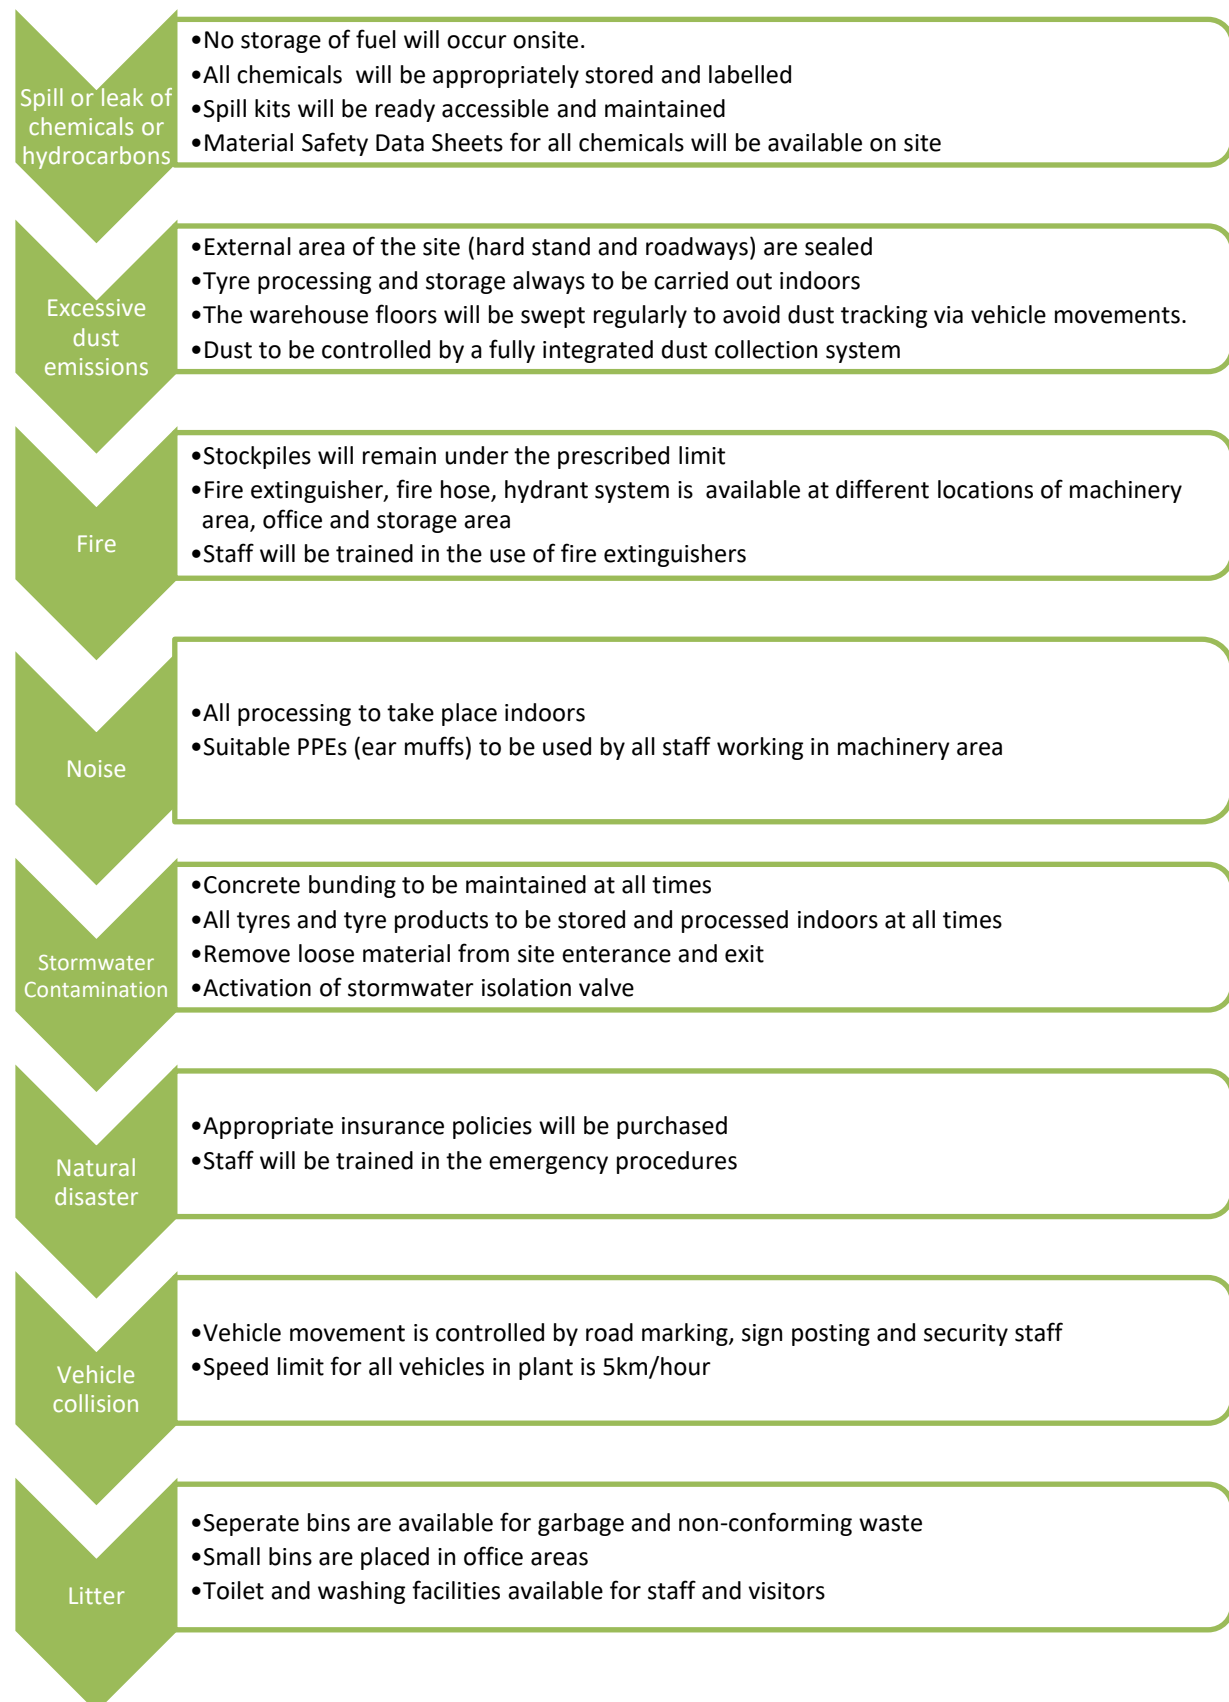 Spill or leak of
chemicals or
hydrocarbons
•No storage of fuel will occur onsite.
•All chemicals  will be appropriately stored and labelled
•Spill kits will be ready accessible and maintained
•Material Safety Data Sheets for all chemicals will be available on site
Excessive
dust
emissions
•External area of the site (hard stand and roadways) are sealed
•Tyre processing and storage always to be carried out indoors
•The warehouse floors will be swept regularly to avoid dust tracking via vehicle movements.
•Dust to be controlled by a fully integrated dust collection system
Fire
•Stockpiles will remain under the prescribed limit
•Fire extinguisher, fire hose, hydrant system is  available at different locations of machinery
area, office and storage area
•Staff will be trained in the use of fire extinguishers
Noise
•All processing to take place indoors
•Suitable PPEs (ear muffs) to be used by all staff working in machinery area
Stormwater
Contamination
•Concrete bunding to be maintained at all times
•All tyres and tyre products to be stored and processed indoors at all times
•Remove loose material from site enterance and exit
•Activation of stormwater isolation valve
Natural
disaster
•Appropriate insurance policies will be purchased
•Staff will be trained in the emergency procedures
Vehicle
collision
•Vehicle movement is controlled by road marking, sign posting and security staff
•Speed limit for all vehicles in plant is 5km/hour
Litter
•Seperate bins are available for garbage and non-conforming waste
•Small bins are placed in office areas
•Toilet and washing facilities available for staff and visitors